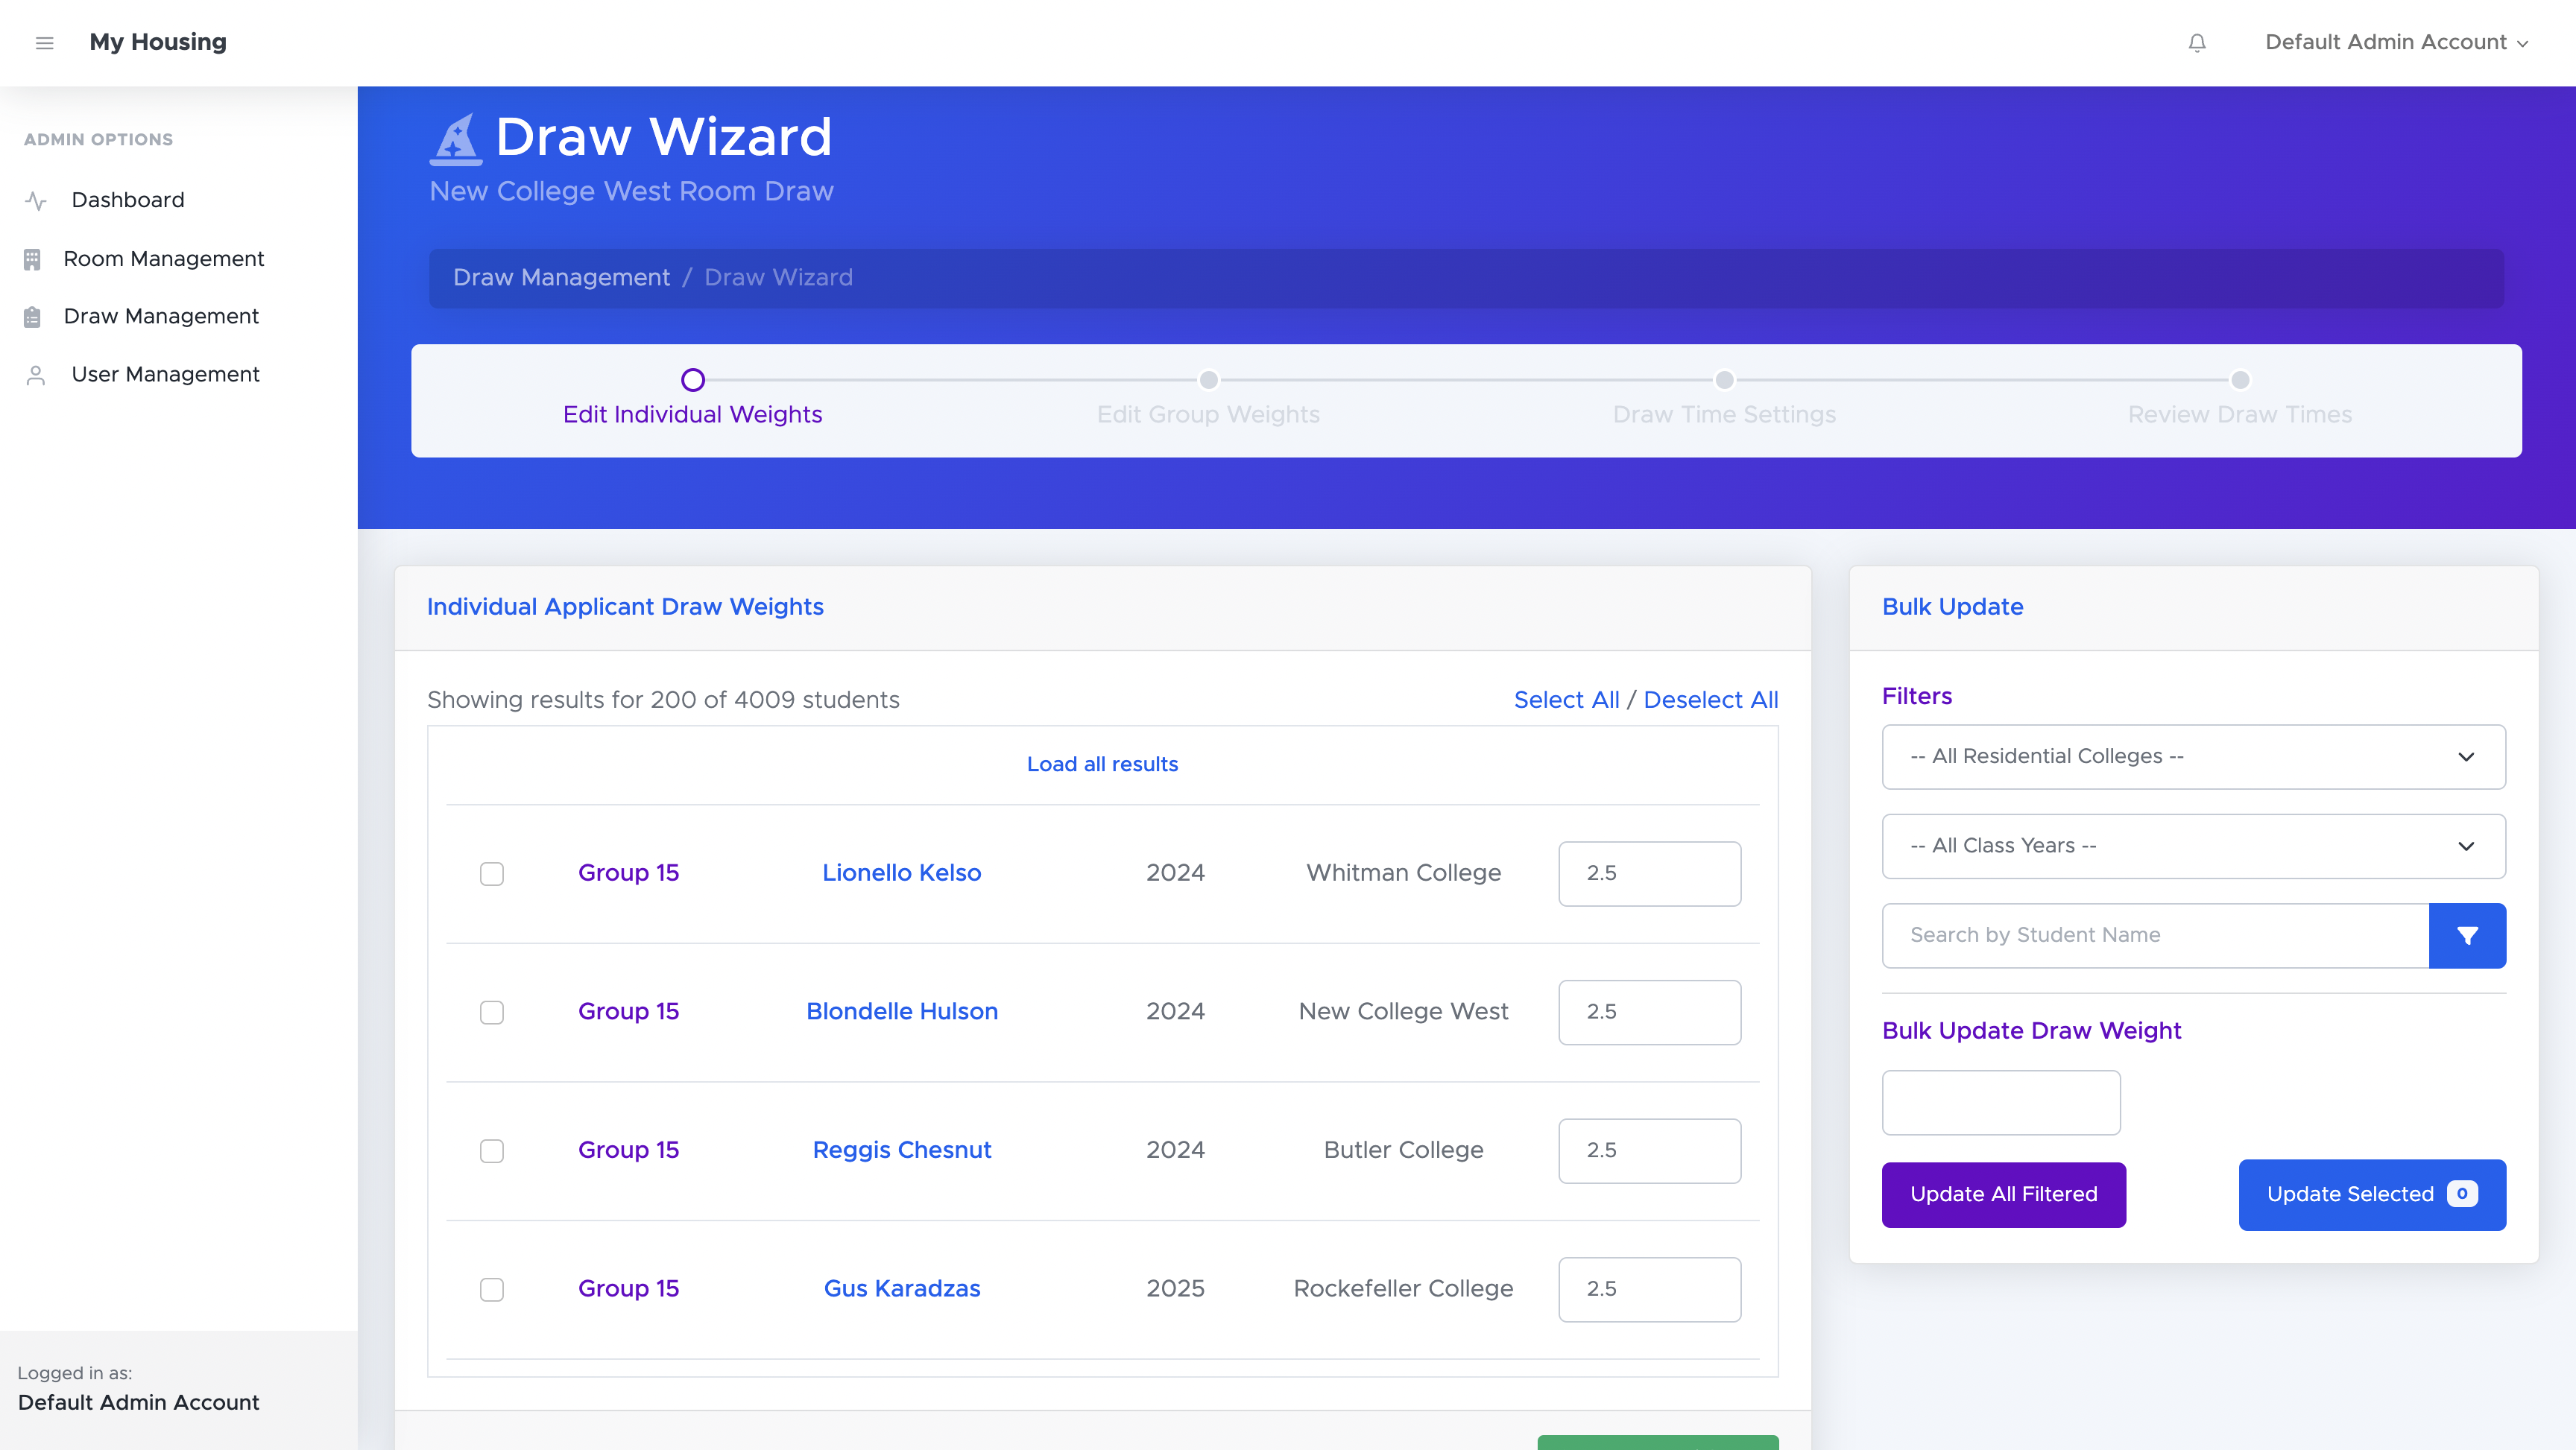 My Housing
Default Admin Account
ADMIN OPTIONS
Dashboard
Room Management
Draw Management
User Management
Logged in as:
Default Admin Account
Draw Wizard
New College West Room Draw
Draw Management / Draw Wizard
Edit Individual Weights
Edit Group Weights
Draw Time Settings
Review Draw Times
Individual Applicant Draw Weights
Showing results for 200 of 4009 students
Select All / Deselect All
Load all results
Group 15 Lionello Kelso 2024 Whitman College 2.5
Group 15 Blondelle Hulson 2024 New College West 2.5
Group 15 Reggis Chesnut 2024 Butler College 2.5
Group 15 Gus Karadzas 2025 Rockefeller College 2.5
Bulk Update
Filters
-- All Residential Colleges --
-- All Class Years --
Search by Student Name
Bulk Update Draw Weight
Update All Filtered
Update Selected 0